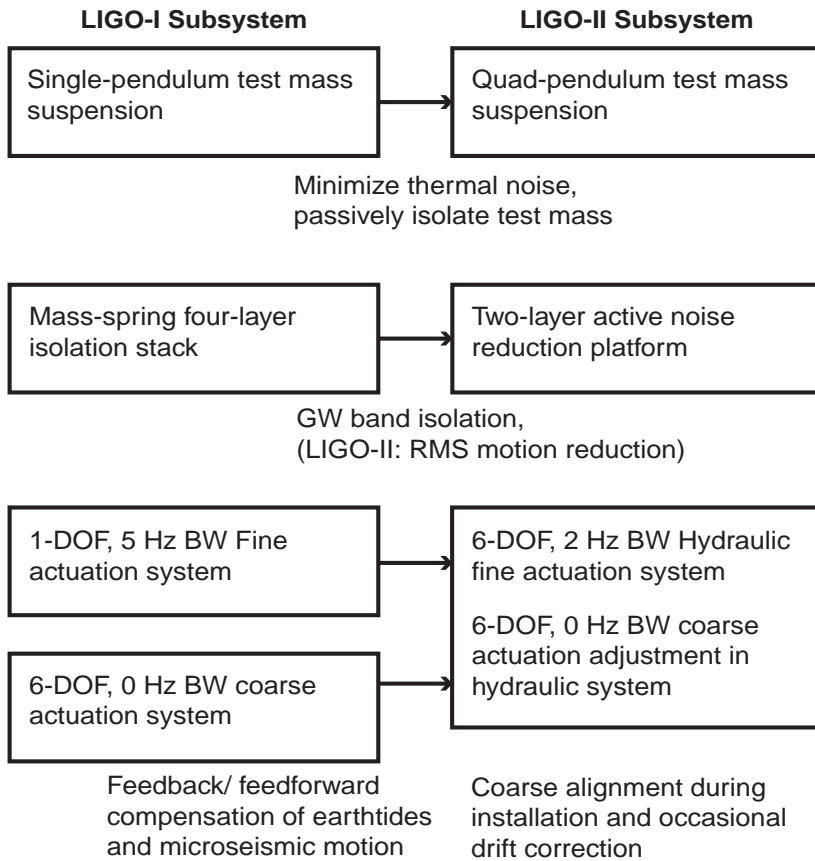 LIGO-I Subsystem
LIGO-II Subsystem
Single-pendulum test mass
suspension
Quad-pendulum test mass
suspension
Minimize thermal noise,
passively isolate test mass
Mass-spring four-layer
isolation stack
Two-layer active noise
reduction platform
GW band isolation,
(LIGO-II: RMS motion reduction)
1-DOF, 5 Hz BW Fine
actuation system
6-DOF, 2 Hz BW Hydraulic
fine actuation system
6-DOF, 0 Hz BW coarse
actuation adjustment in
hydraulic system
6-DOF, 0 Hz BW coarse
actuation system
Feedback/ feedforward
compensation of earthtides
and microseismic motion
Coarse alignment during
installation and occasional
drift correction